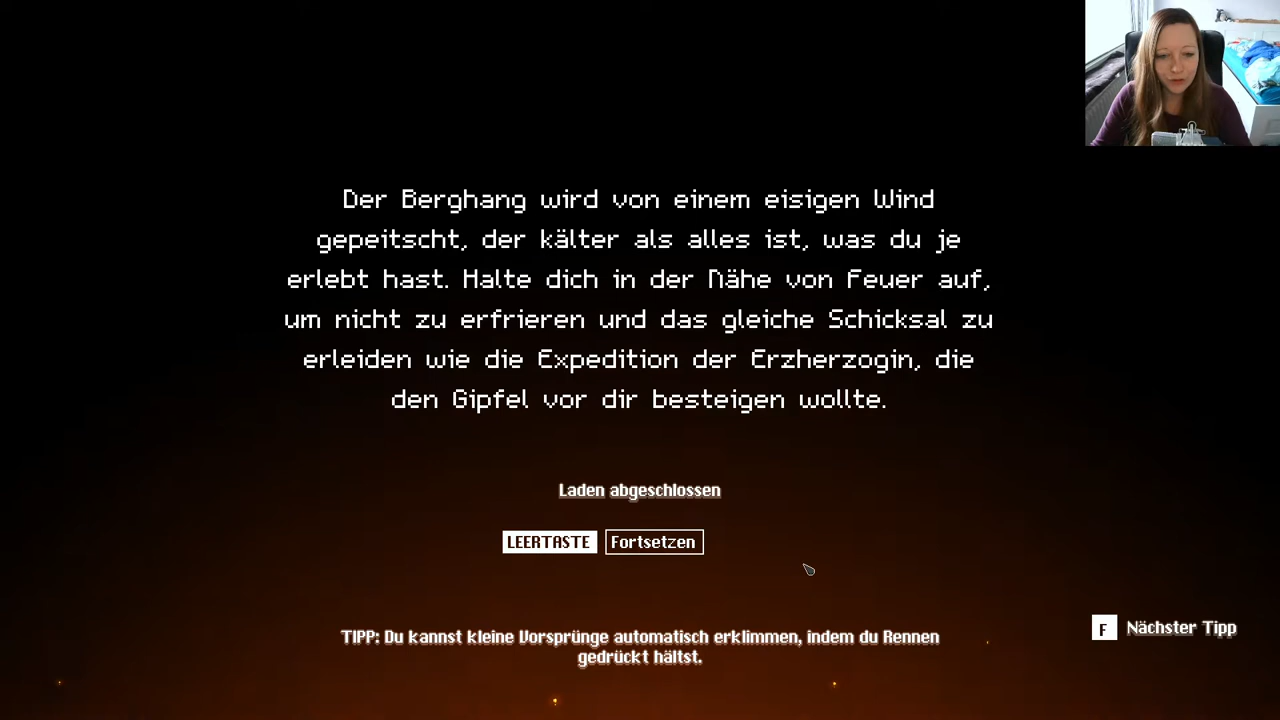 Der Berghang wird von einem eisigen Wind
gepeitscht, der kälter als alles ist, was du je
erlebt hast. Halte dich in der Nähe von Feuer auf,
um nicht zu erfrieren und das gleiche Schicksal zu
erleiden wie die Expedition der Erzherzogin, die
den Gipfel vor dir besteigen wollte.
Laden abgeschlossen
LEERTASTE Fortsetzen
F Nächster Tipp
TIPP: Du kannst kleine Vorsprünge automatisch erklimmen, indem du Rennen
gedrückt hältst.